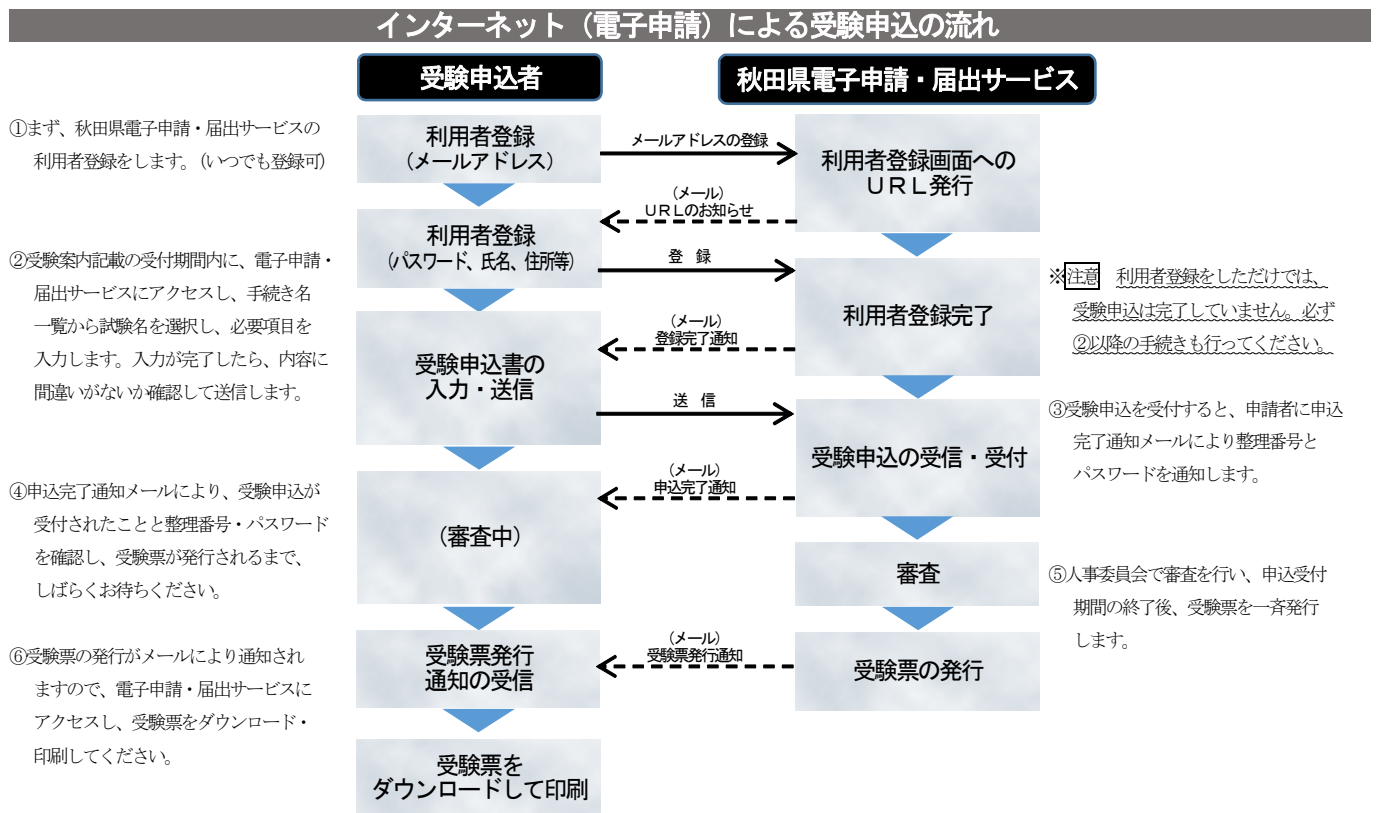 インターネット（電子申請）による受験申込の流れ
受験申込者
秋田県電子申請・届出サービス
①まず、秋田県電子申請・届出サービスの
利用者登録をします。（いつでも登録可）
利用者登録
（メールアドレス）
メールアドレスの登録
利用者登録画面への
ＵＲＬ発行
（メール）
ＵＲＬのお知らせ
②受験案内記載の受付期間内に、電子申請・
届出サービスにアクセスし、手続き名
一覧から試験名を選択し、必要項目を
入力します。入力が完了したら、内容に
間違いがないか確認して送信します。
利用者登録
（パスワード、氏名、住所等）
登　録
利用者登録完了
※注意　利用者登録をしただけでは、
受験申込は完了していません。必ず
②以降の手続きも行ってください。
（メール）
登録完了通知
受験申込書の
入力・送信
送　信
受験申込の受信・受付
③受験申込を受付すると、申請者に申込
完了通知メールにより整理番号と
パスワードを通知します。
（メール）
申込完了通知
④申込完了通知メールにより、受験申込が
受付されたことと整理番号・パスワード
を確認し、受験票が発行されるまで、
しばらくお待ちください。
（審査中）
審査
⑤人事委員会で審査を行い、申込受付
期間の終了後、受験票を一斉発行
します。
⑥受験票の発行がメールにより通知され
ますので、電子申請・届出サービスに
アクセスし、受験票をダウンロード・
印刷してください。
受験票発行
通知の受信
（メール）
受験票発行通知
受験票の発行
受験票を
ダウンロードして印刷